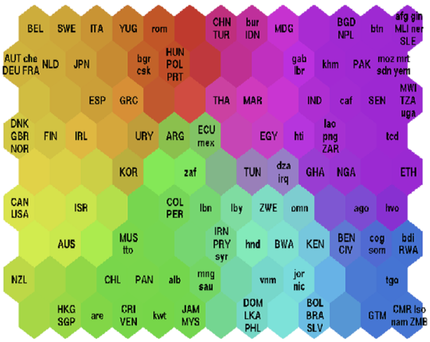 BEL SWE ITA YUG rom CHN TUR bur IDN MDG BGD NPL bln afg gin MLI ner SLE
AUT che DEU FRA NLD JPN bgr csk HUN POL PRT gab lbr khm PAK moz mrt sdn yem
ESP GRC THA MAR IND caf SEN MWI TZA uga
DNK GBR NOR FIN IRL URY ARG ECU mex EGY hti lao png ZAR tcd
KOR zaf TUN dza irq GHA NGA ETH
CAN USA ISR COL PER lbn lby ZWE omn ago hvo
AUS MUS tto IRN PRY syr hnd BWA KEN BEN CIV cog som bdi RWA
NZL CHL PAN alb mng sau vnm jor nic tgo
HKG SGP are CRI VEN kwt JAM MYS DOM LKA PHL BOL BRA SLV GTM CMR lso nam ZMB